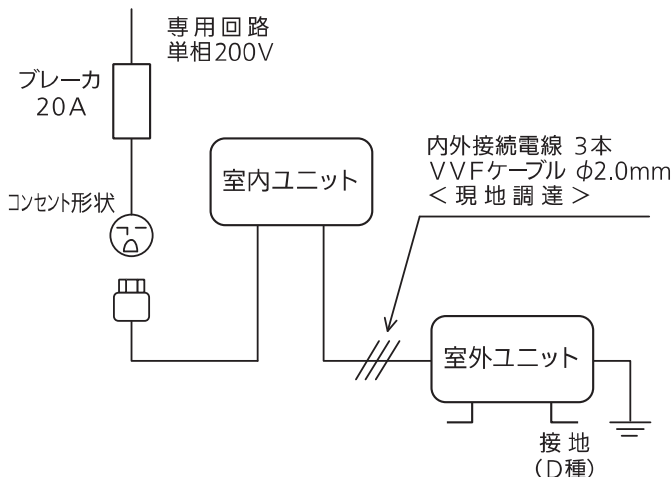 専用回路
単相200V
ブレーカ
20A
コンセント形状
室内ユニット
内外接続電線 3本
VVFケーブル φ2.0mm
<現地調達>
室外ユニット
接地
(D種)